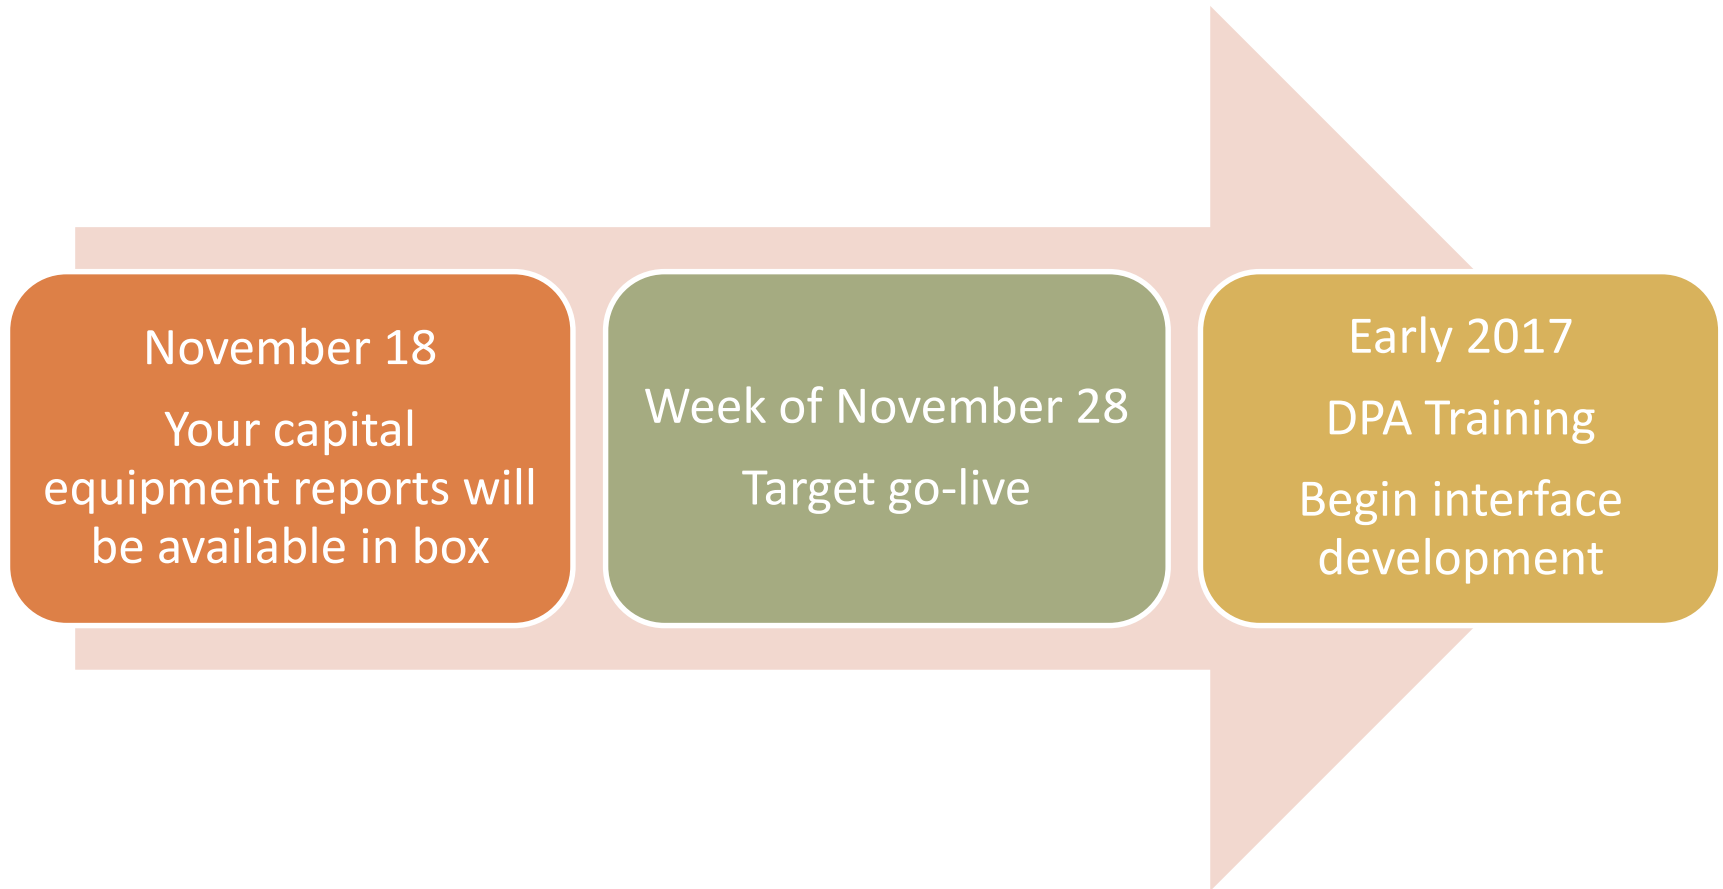 November 18
Your capital
equipment reports will
be available in box
Week of November 28
Target go-live
Early 2017
DPA Training
Begin interface
development